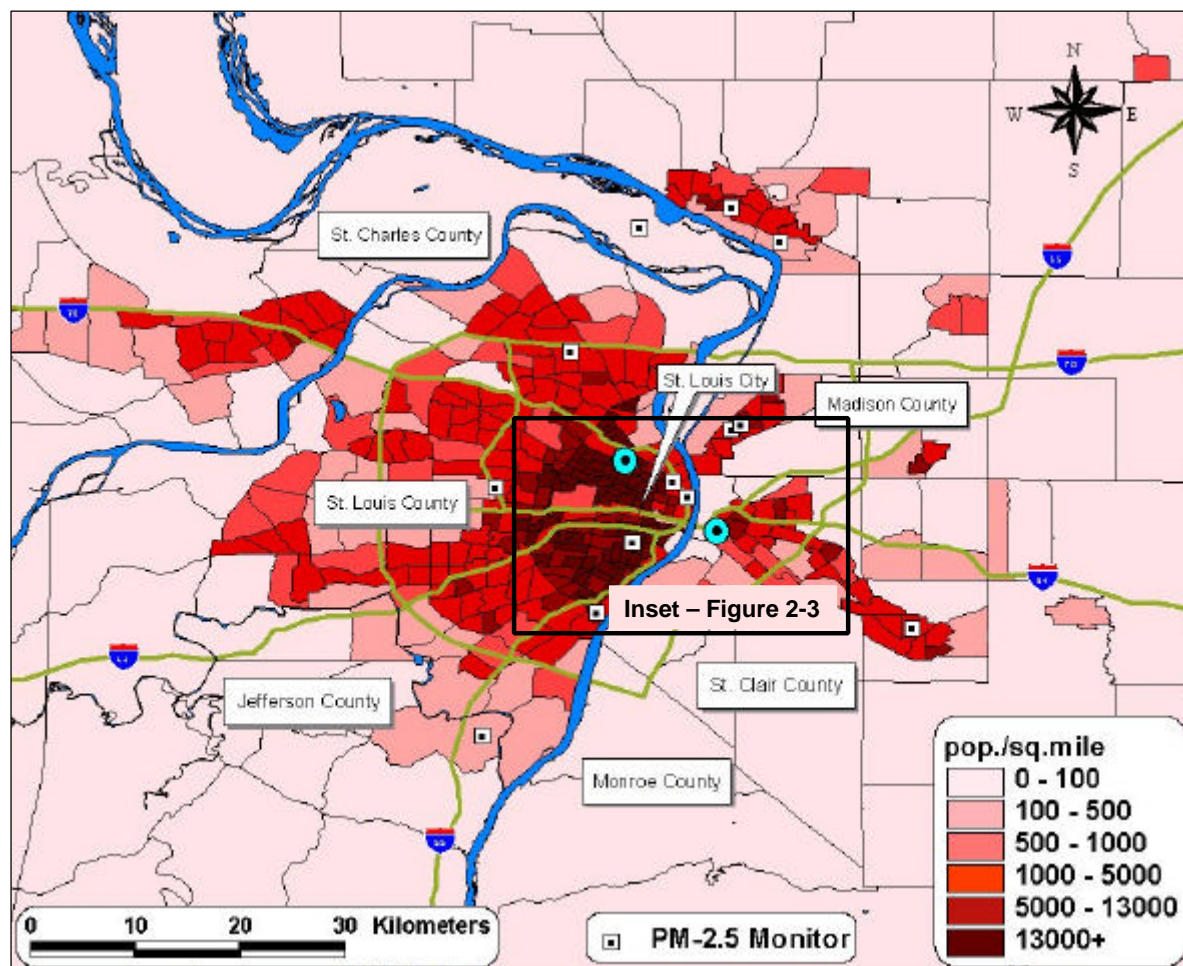 N
W E
S
St. Charles County
55
70
70
St. Louis City
Madison County
St. Louis County
64
Inset – Figure 2-3
44
St. Clair County
Jefferson County
Monroe County
55
pop./sq.mile
0 - 100
100 - 500
500 - 1000
1000 - 5000
5000 - 13000
13000+
0 10 20 30 Kilometers
PM-2.5 Monitor